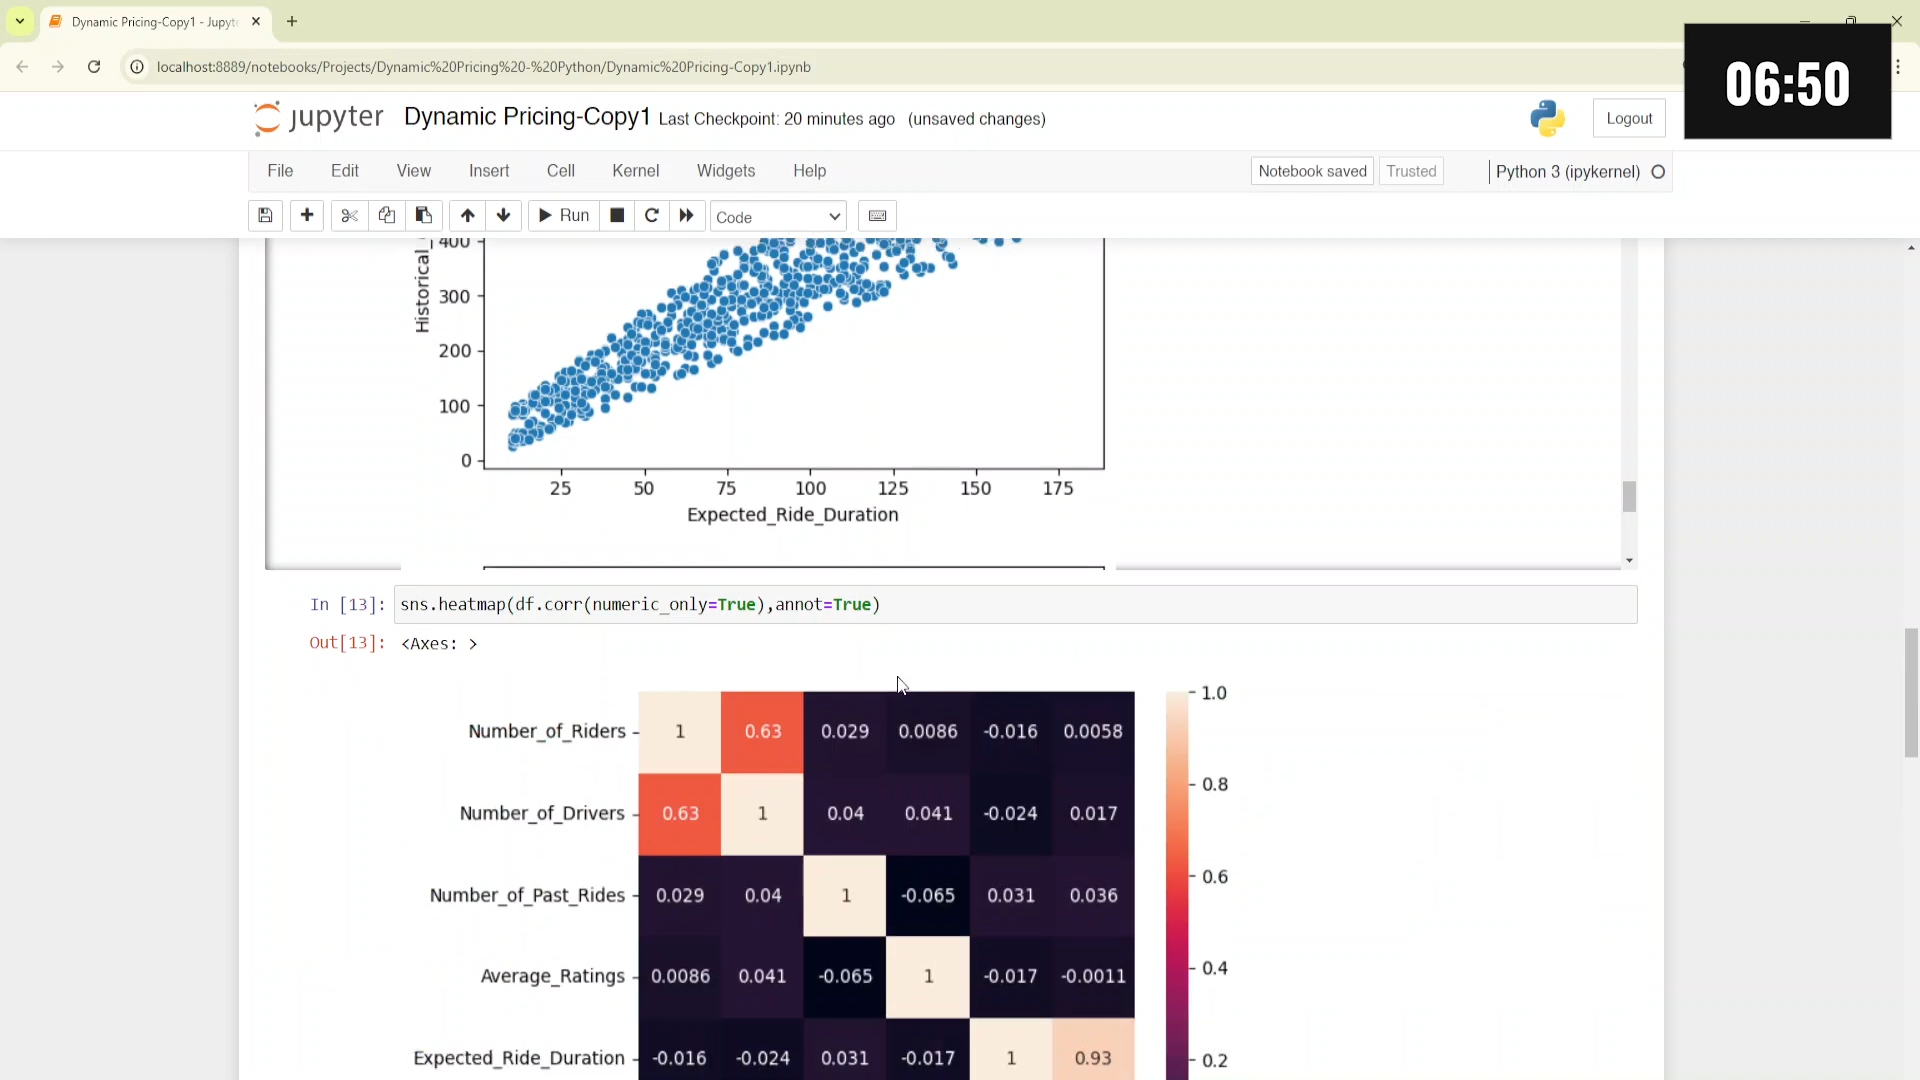 Dynamic Pricing-Copy1 - Jupyt
localhost:8889/notebooks/Projects/Dynamic%20Pricing%20-%20Python/Dynamic%20Pricing-Copy1.ipynb
06:50
jupyter Dynamic Pricing-Copy1 Last Checkpoint: 20 minutes ago (unsaved changes)
Logout
File Edit View Insert Cell Kernel Widgets Help
Notebook saved Trusted Python 3 (ipykernel)
Run Code
Historical_
400
300
200
100
0
25 50 75 100 125 150 175
Expected_Ride_Duration
In [13]: sns.heatmap(df.corr(numeric_only=True),annot=True)
Out[13]: <Axes: >
Number_of_Riders 1 0.63 0.029 0.0086 -0.016 0.0058
Number_of_Drivers 0.63 1 0.04 0.041 -0.024 0.017
Number_of_Past_Rides 0.029 0.04 1 -0.065 0.031 0.036
Average_Ratings 0.0086 0.041 -0.065 1 -0.017 -0.0011
Expected_Ride_Duration -0.016 -0.024 0.031 -0.017 1 0.93
1.0
0.8
0.6
0.4
0.2